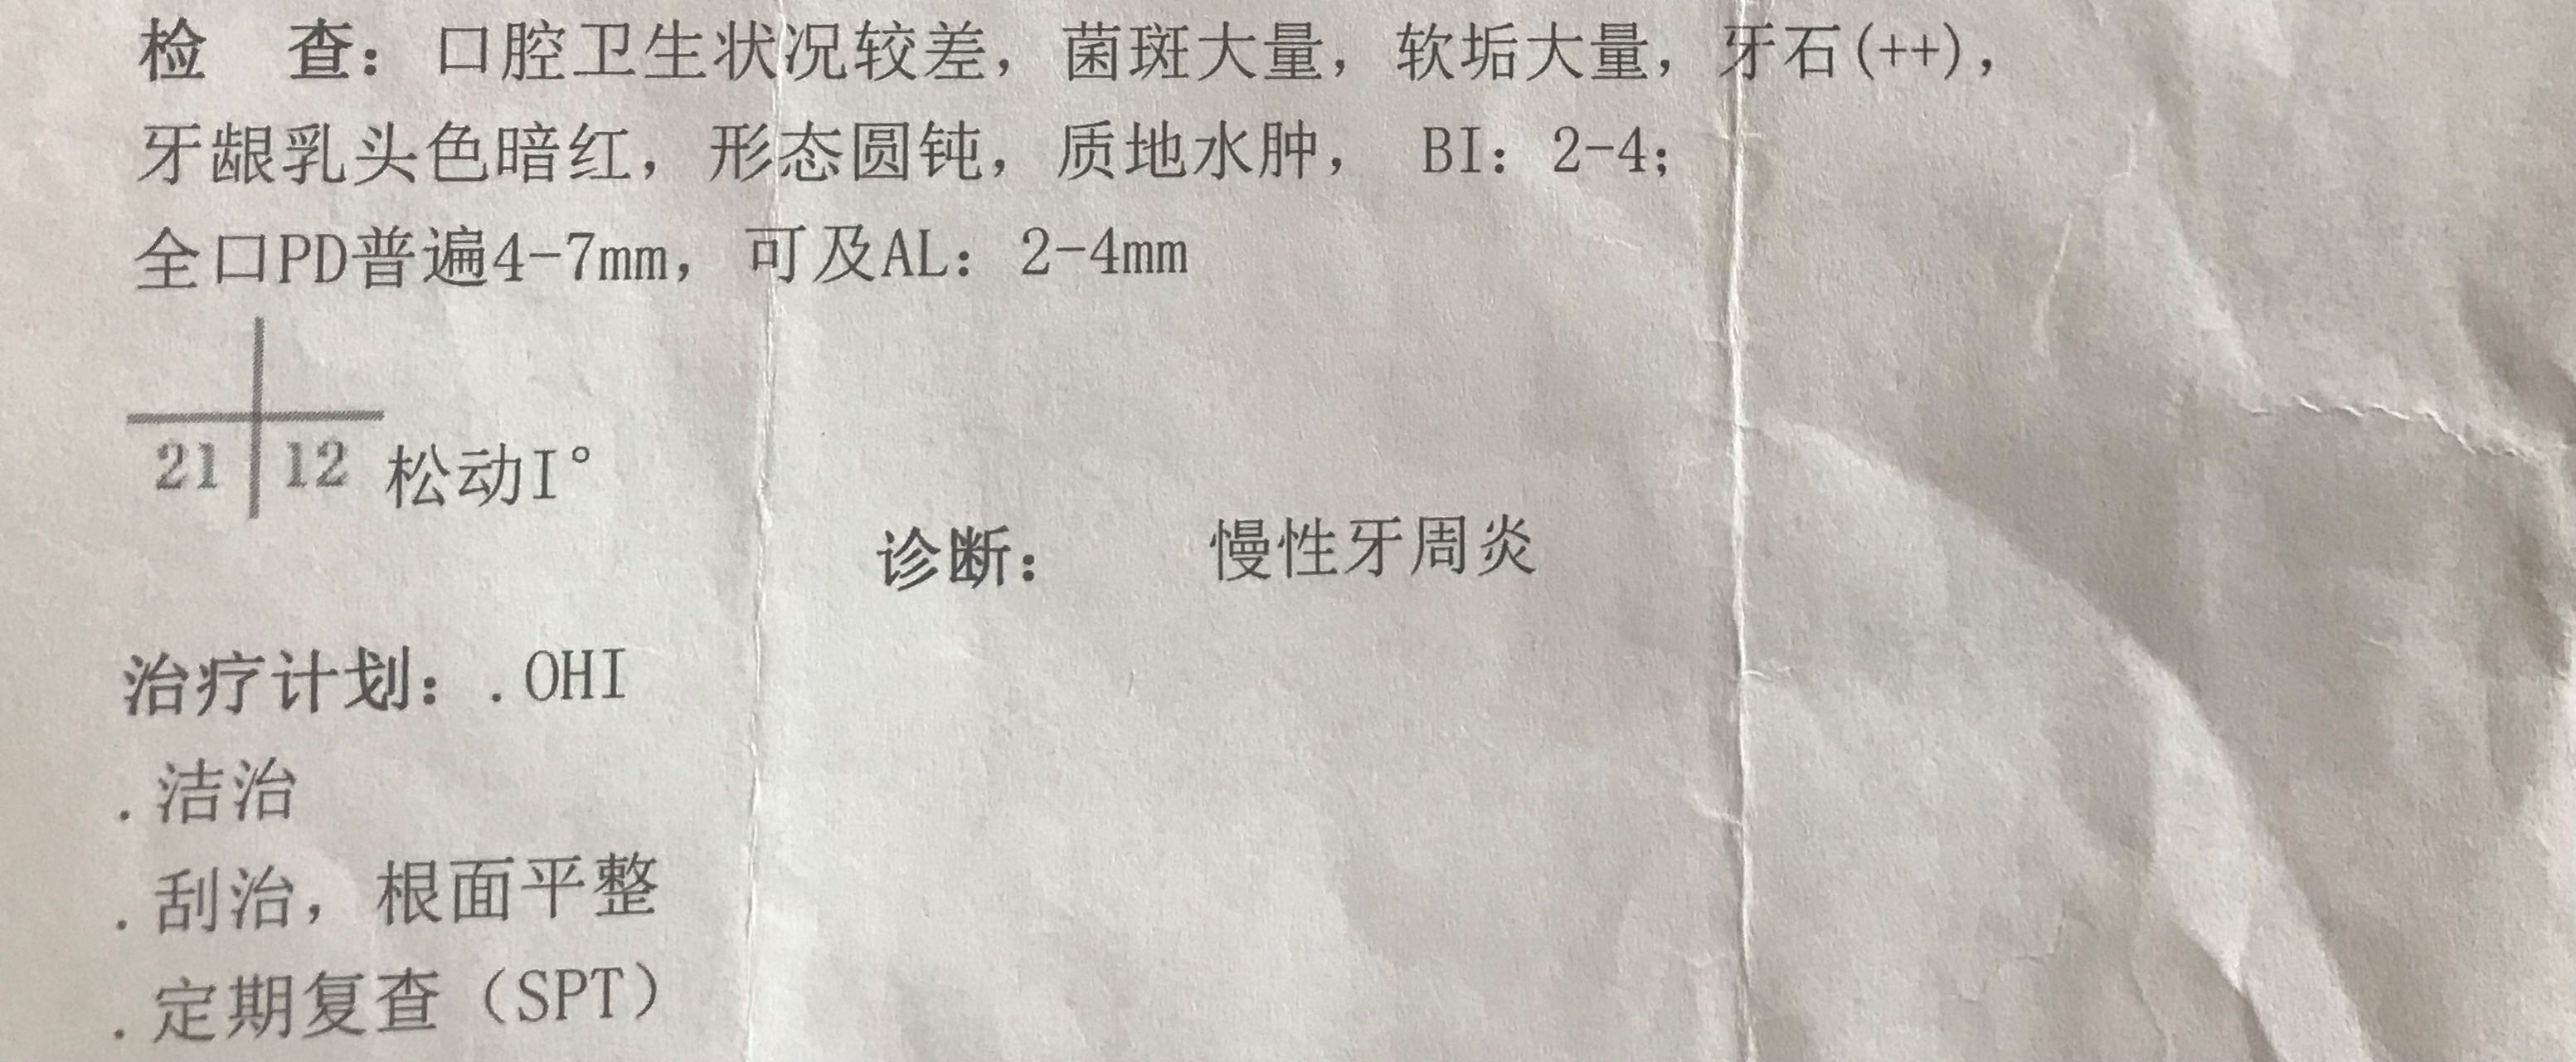 检　查：口腔卫生状况较差，菌斑大量，软垢大量，牙石(++)，
牙龈乳头色暗红，形态圆钝，质地水肿， BI：2-4；
全口PD普遍4-7mm，可及AL：2-4mm
21 12 松动I°
诊断： 慢性牙周炎
治疗计划：.OHI
.洁治
.刮治，根面平整
.定期复查（SPT）